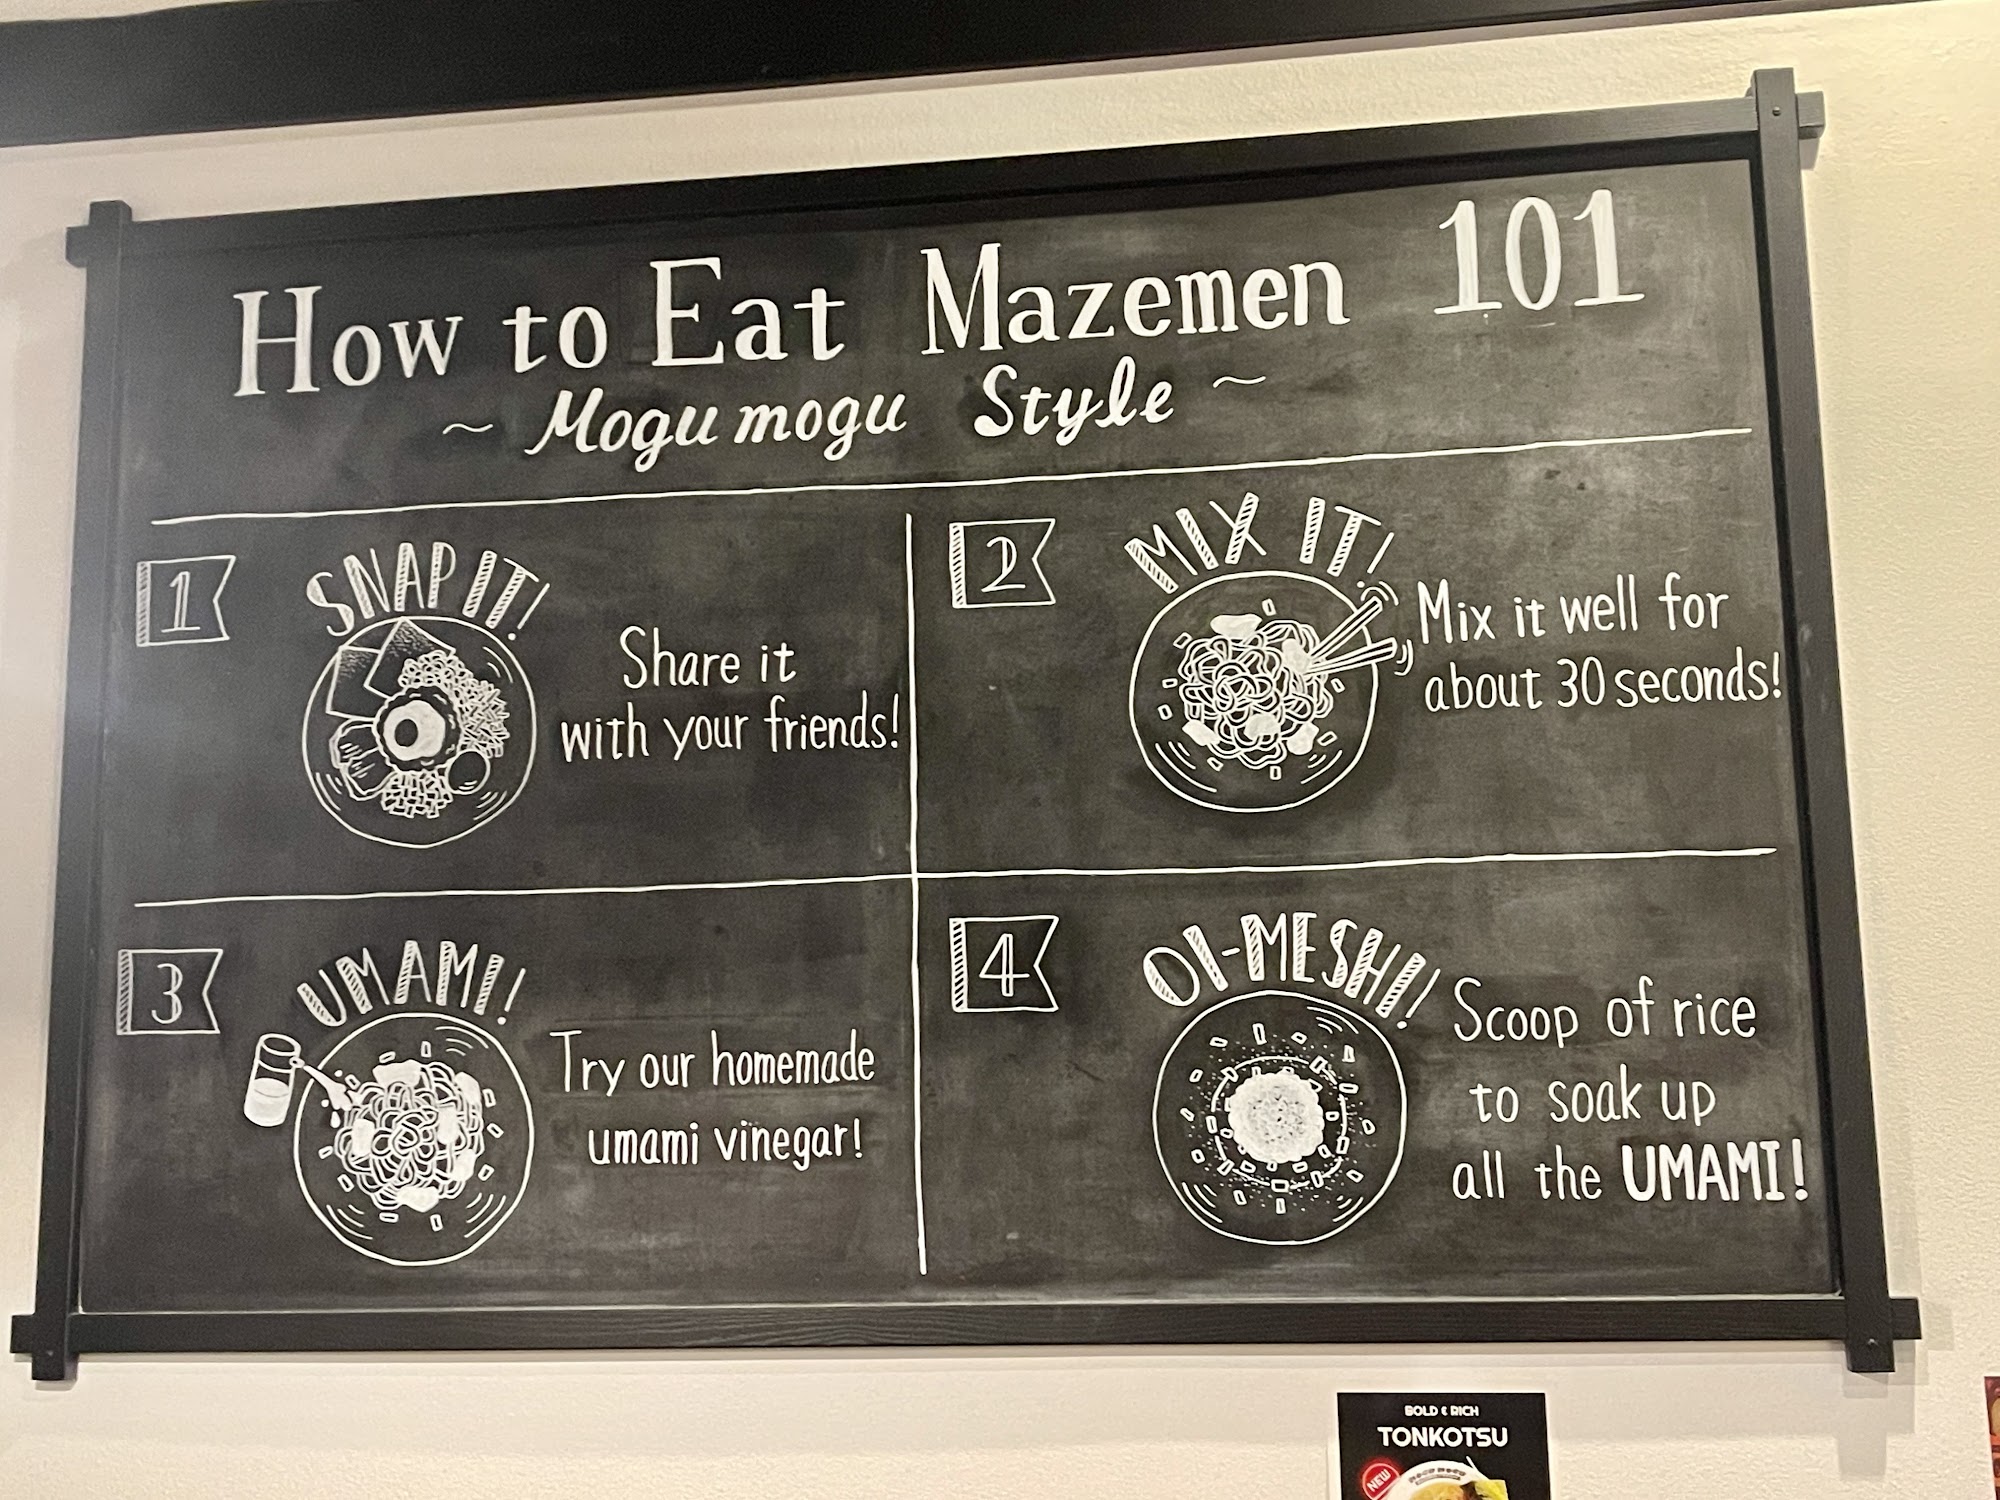 How to Eat Mazemen 101
~ Mogu mogu Style ~
1
SNAP IT!
Share it
with your friends!
2
MIX IT!
Mix it well for
about 30 seconds!
3
UMAMI!
Try our homemade
umami vinegar!
4
OI-MESHI!
Scoop of rice
to soak up
all the UMAMI!
BOLD & RICH
TONKOTSU
NEW
MOGU MOGU